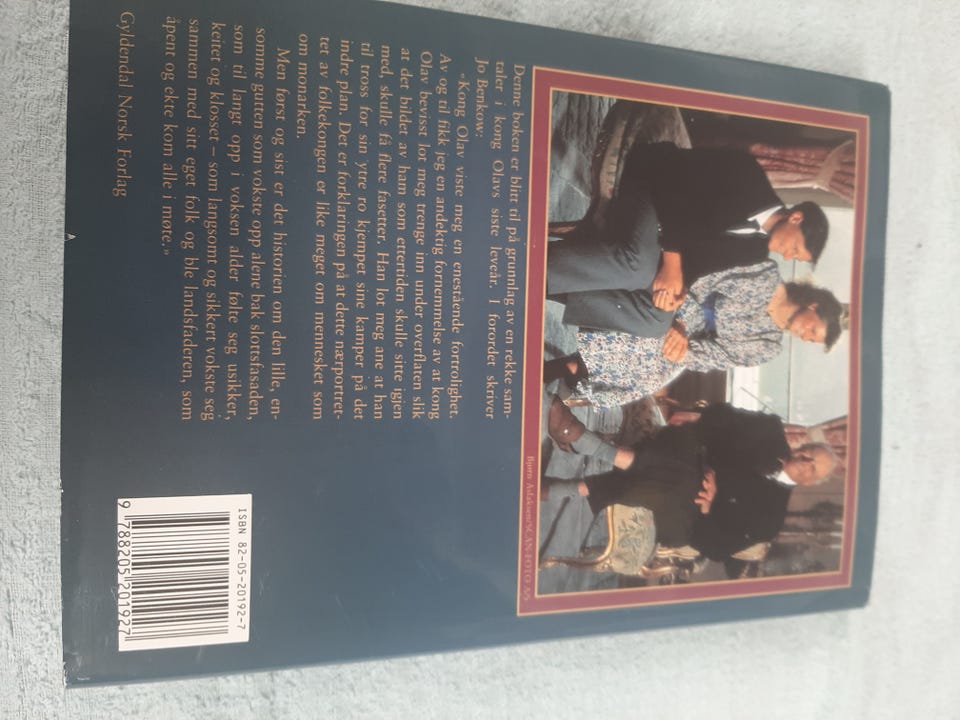 Bjørn Aslaksen/SCAN-FOTO A/S
Denne boken er blitt til på grunnlag av en rekke sam-
taler i kong Olavs siste leveår. I forordet skriver
Jo Benkow:
«Kong Olav viste meg en enestående fortrolighet.
Av og til fikk jeg en andektig fornemmelse av at kong
Olav bevisst lot meg trenge inn under overflaten slik
at det bildet av ham som ettertiden skulle sitte igjen
med, skulle få flere fasetter. Han lot meg ane at han
til tross for sin ytre ro kjempet sine kamper på det
indre plan. Det er forklaringen på at dette nærportret-
tet av folkekongen er like meget om mennesket som
om monarken.
Men først og sist er det historien om den lille, en-
somme gutten som vokste opp alene bak slottsfasaden,
som til langt opp i voksen alder følte seg usikker,
keitet og klosset – som langsomt og sikkert vokste seg
sammen med sitt eget folk og ble landsfaderen, som
åpent og ekte kom alle i møte.»
Gyldendal Norsk Forlag
ISBN 82-05-20192-7
9 788205 201927